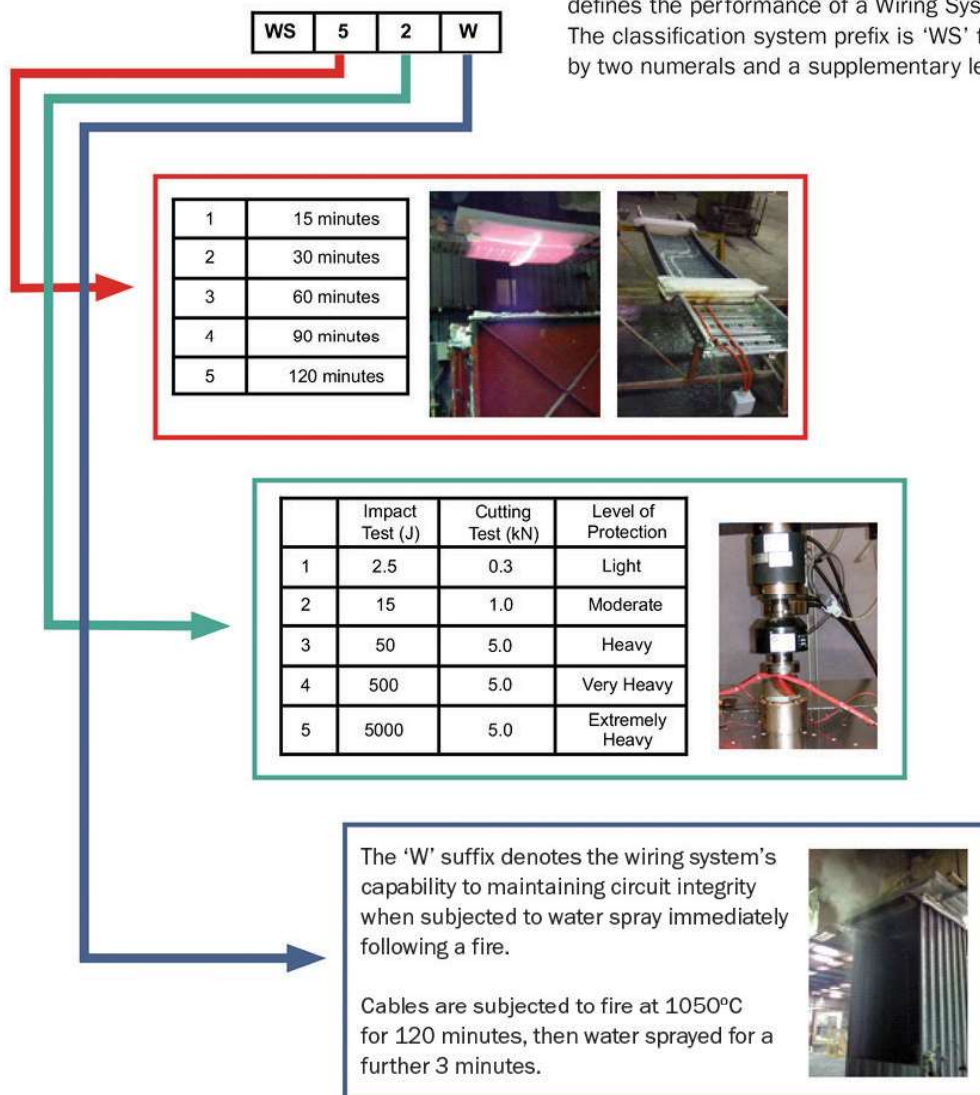 defines the performance of a Wiring Sys
The classification system prefix is ‘WS’ f
by two numerals and a supplementary le
WS 5 2 W
1 15 minutes
2 30 minutes
3 60 minutes
4 90 minutes
5 120 minutes
Impact Test (J) Cutting Test (kN) Level of Protection
1 2.5 0.3 Light
2 15 1.0 Moderate
3 50 5.0 Heavy
4 500 5.0 Very Heavy
5 5000 5.0 Extremely Heavy
The ‘W’ suffix denotes the wiring system’s
capability to maintaining circuit integrity
when subjected to water spray immediately
following a fire.
Cables are subjected to fire at 1050ºC
for 120 minutes, then water sprayed for a
further 3 minutes.